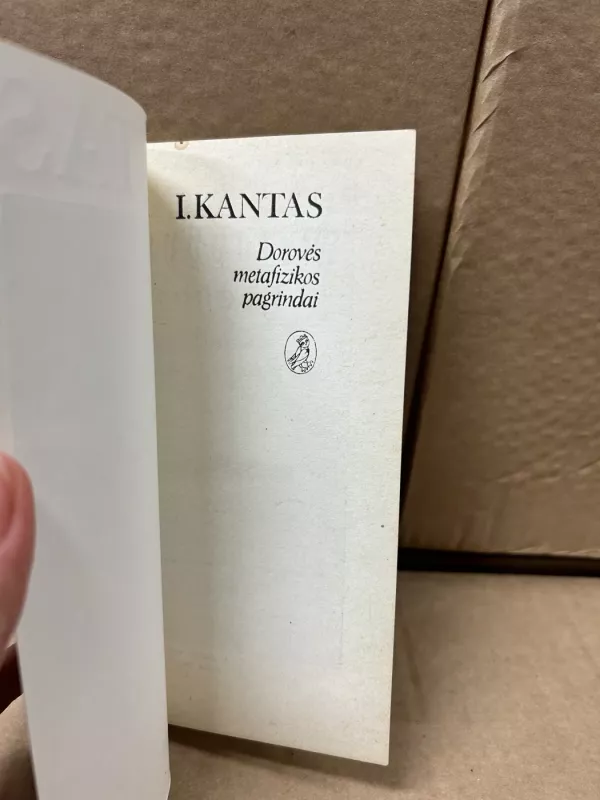 I. KANTAS
Dorovės
metafizikos
pagrindai